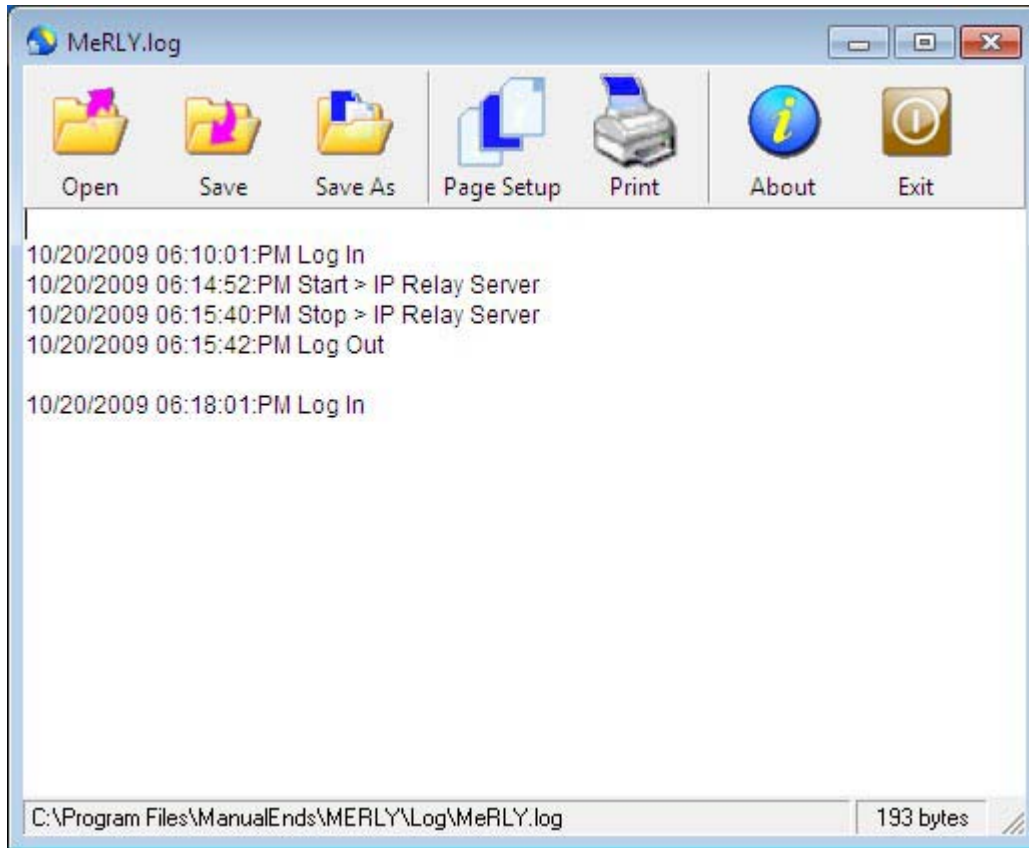 MeRLY.log
Open Save Save As Page Setup Print About Exit
10/20/2009 06:10:01:PM Log In
10/20/2009 06:14:52:PM Start > IP Relay Server
10/20/2009 06:15:40:PM Stop > IP Relay Server
10/20/2009 06:15:42:PM Log Out
10/20/2009 06:18:01:PM Log In
C:\Program Files\ManualEnds\MERLY\Log\MeRLY.log 193 bytes